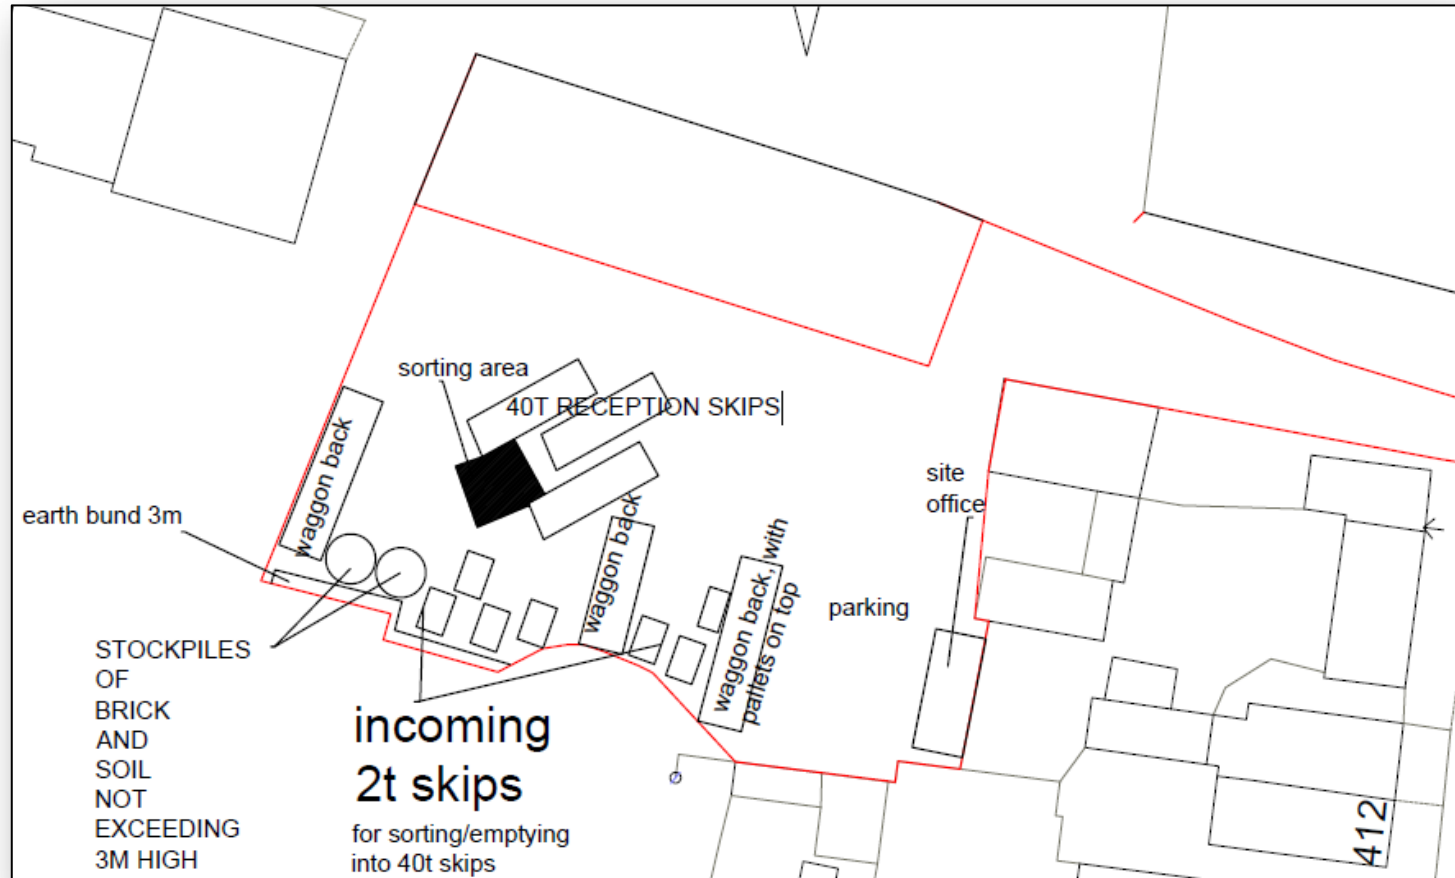 sorting area
40T RECEPTION SKIPS
waggon back
earth bund 3m
site
office
waggon back
waggon back, with
pallets on top
parking
STOCKPILES
OF
BRICK
AND
SOIL
NOT
EXCEEDING
3M HIGH
incoming
2t skips
for sorting/emptying
into 40t skips
412